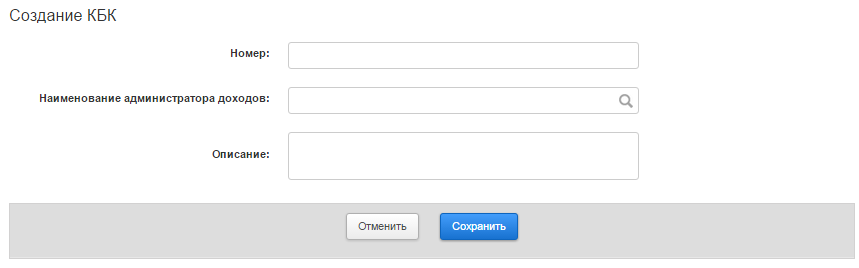 Создание КБК
Номер:
Наименование администратора доходов:
Описание:
Отменить Сохранить